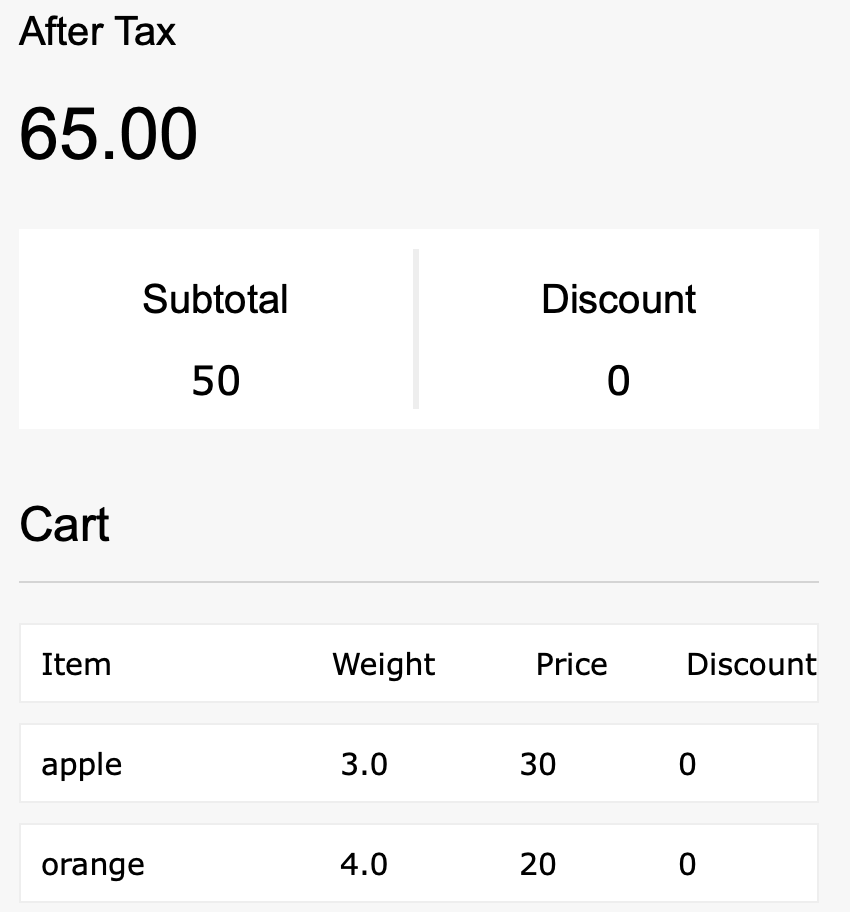 After Tax
65.00
Subtotal Discount
50 0
Cart
Item Weight Price Discount
apple 3.0 30 0
orange 4.0 20 0